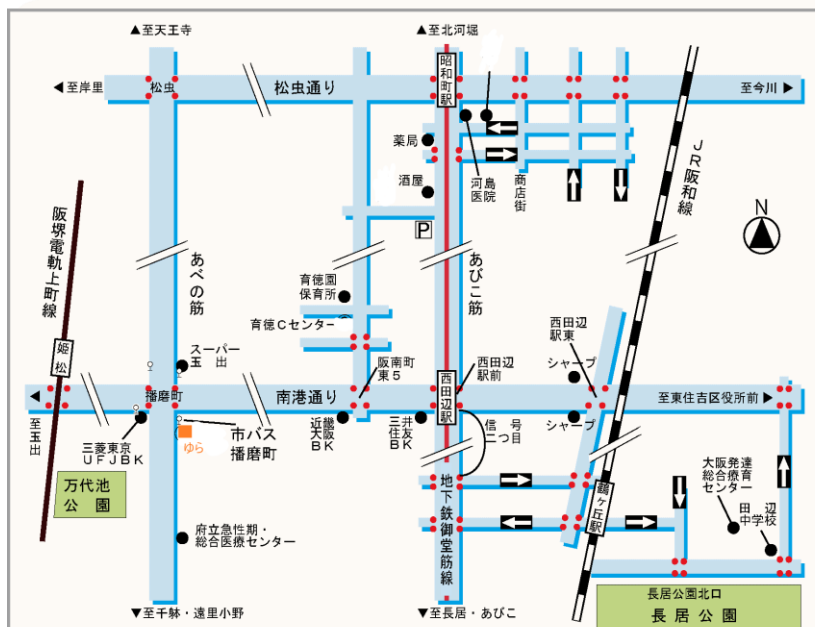 ▲至天王寺
▲至北河堀
◀至岸里
松虫
松虫通り
昭和町駅
至今川▶
薬局
酒屋
河島
医院
商店街
JR阪和線
N
P
阪堺電軌上町線
あべの筋
あびこ筋
育徳園
保育所
育徳Cセンター
スーパー
玉出
阪南町
東5
西田辺
駅前
西田辺
駅東
シャープ
姫松
播磨町
南港通り
西田辺駅
至東住吉区役所前▶
◀
至玉出
三菱東京
UFJBK
ゆら
市バス
播磨町
近畿
大阪
BK
三井
住友
BK
信号
二つ目
シャープ
万代池
公園
地下鉄御堂筋線
鶴ヶ丘駅
大阪発達
総合療育
センター
田辺
中学校
府立急性期・
総合医療センター
長居公園北口
長居公園
▼至千躰・遠里小野
▼至長居・あびこ